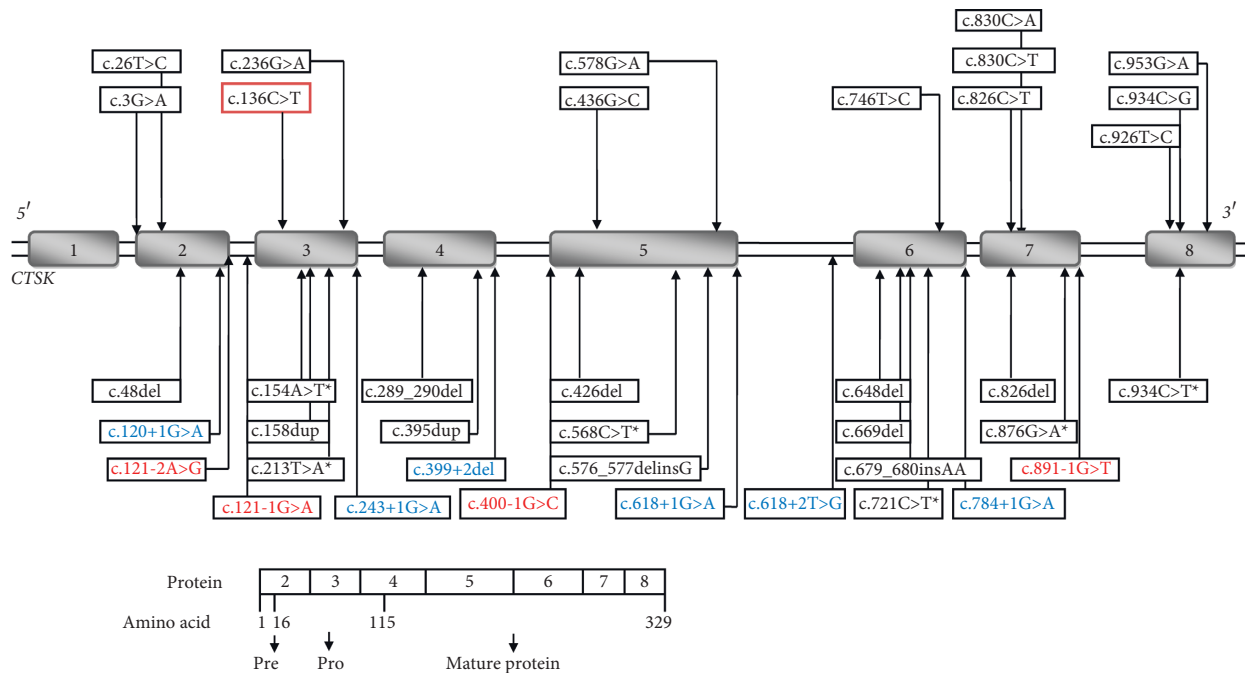 c.26T>C
c.3G>A
c.236G>A
c.136C>T
c.578G>A
c.436G>C
c.746T>C
c.830C>A
c.830C>T
c.826C>T
c.953G>A
c.934C>G
c.926T>C
5′
3′
1
2
3
4
5
6
7
8
CTSK
c.48del
c.120+1G>A
c.121-2A>G
c.154A>T*
c.158dup
c.213T>A*
c.121-1G>A
c.243+1G>A
c.289_290del
c.395dup
c.399+2del
c.400-1G>C
c.426del
c.568C>T*
c.576_577delinsG
c.618+1G>A
c.618+2T>G
c.648del
c.669del
c.679_680insAA
c.721C>T*
c.784+1G>A
c.826del
c.876G>A*
c.891-1G>T
c.934C>T*
Protein 2 3 4 5 6 7 8
Amino acid 1 16 115 329
Pre Pro Mature protein